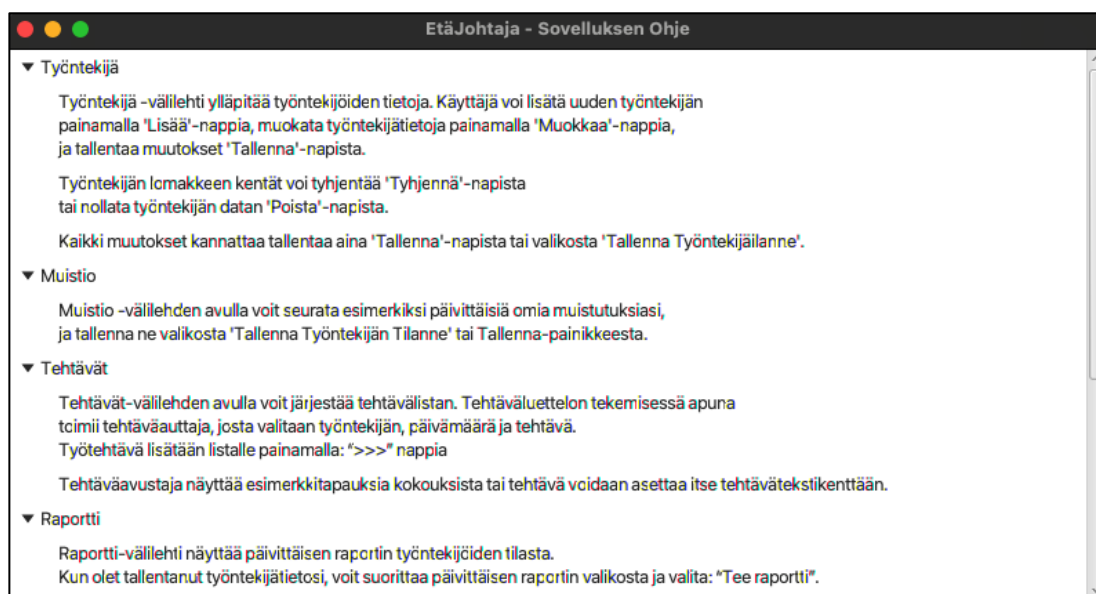 EtäJohtaja - Sovelluksen Ohje
▼ Työntekijä
Työntekijä -välilehti ylläpitää työntekijöiden tietoja. Käyttäjä voi lisätä uuden työntekijän
painamalla 'Lisää'-nappia, muokata työntekijätietoja painamalla 'Muokkaa'-nappia,
ja tallentaa muutokset 'Tallenna'-napista.
Työntekijän lomakkeen kentät voi tyhjentää 'Tyhjennä'-napista
tai nollata työntekijän datan 'Poista'-napista.
Kaikki muutokset kannattaa tallentaa aina 'Tallenna'-napista tai valikosta 'Tallenna Työntekijäilanne'.
▼ Muistio
Muistio -välilehden avulla voit seurata esimerkiksi päivittäisiä omia muistutuksiasi,
ja tallenna ne valikosta 'Tallenna Työntekijän Tilanne' tai Tallenna-painikkeesta.
▼ Tehtävät
Tehtävät-välilehden avulla voit järjestää tehtävälistan. Tehtäväluettelon tekemisessä apuna
toimii tehtäväauttaja, josta valitaan työntekijän, päivämäärä ja tehtävä.
Työtehtävä lisätään listalle painamalla: “>>>” nappia
Tehtäväavustaja näyttää esimerkkitapauksia kokouksista tai tehtävä voidaan asettaa itse tehtävätekstikenttään.
▼ Raportti
Raportti-välilehti näyttää päivittäisen raportin työntekijöiden tilasta.
Kun olet tallentanut työntekijätietosi, voit suorittaa päivittäisen raportin valikosta ja valita: “Tee raportti”.